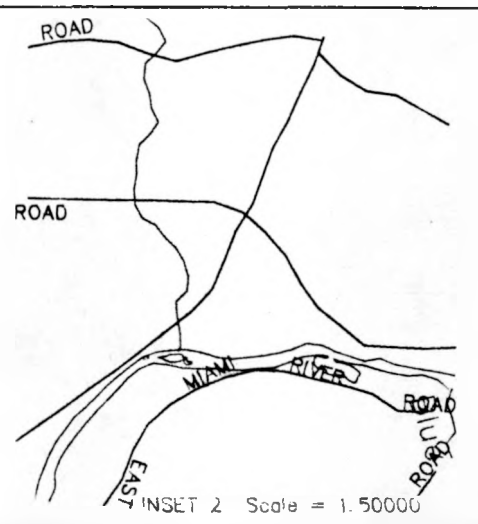 ROAD
ROAD
MIAMI
RIVER
ROAD
ROAD
EAST
INSET 2 Scale = 1.50000